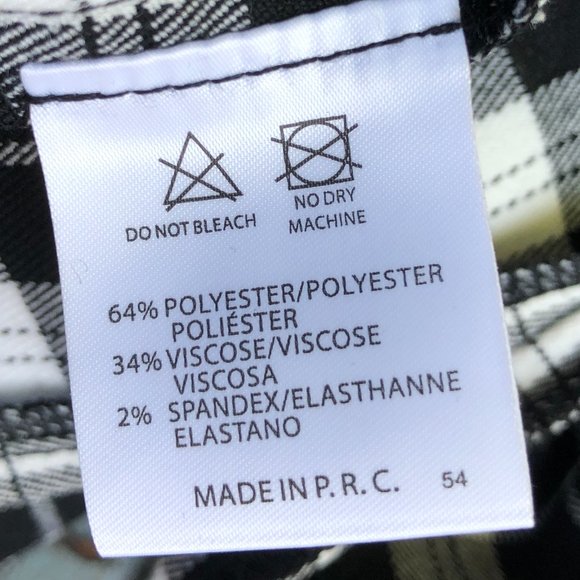 DO NOT BLEACH
NO DRY
MACHINE
64% POLYESTER/POLYESTER
POLIÉSTER
34% VISCOSE/VISCOSE
VISCOSA
2% SPANDEX/ELASTHANNE
ELASTANO
MADE IN P. R. C. 54